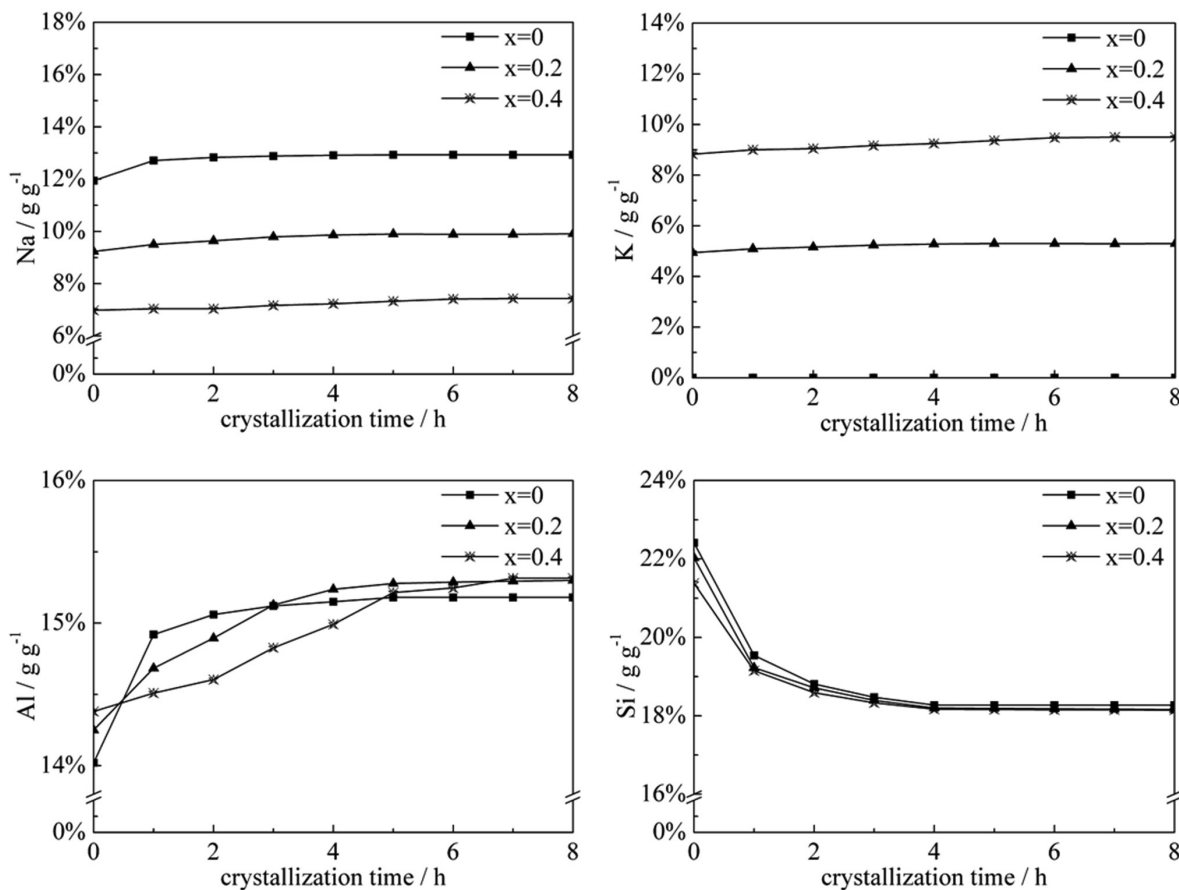 18%
16%
14%
12%
10%
8%
6%
0%
Na / g g⁻¹
x=0
x=0.2
x=0.4
0 2 4 6 8
crystallization time / h
14%
12%
10%
8%
6%
4%
2%
0%
K / g g⁻¹
x=0
x=0.2
x=0.4
0 2 4 6 8
crystallization time / h
16%
15%
14%
0%
Al / g g⁻¹
x=0
x=0.2
x=0.4
0 2 4 6 8
crystallization time / h
24%
22%
20%
18%
16%
0%
Si / g g⁻¹
x=0
x=0.2
x=0.4
0 2 4 6 8
crystallization time / h